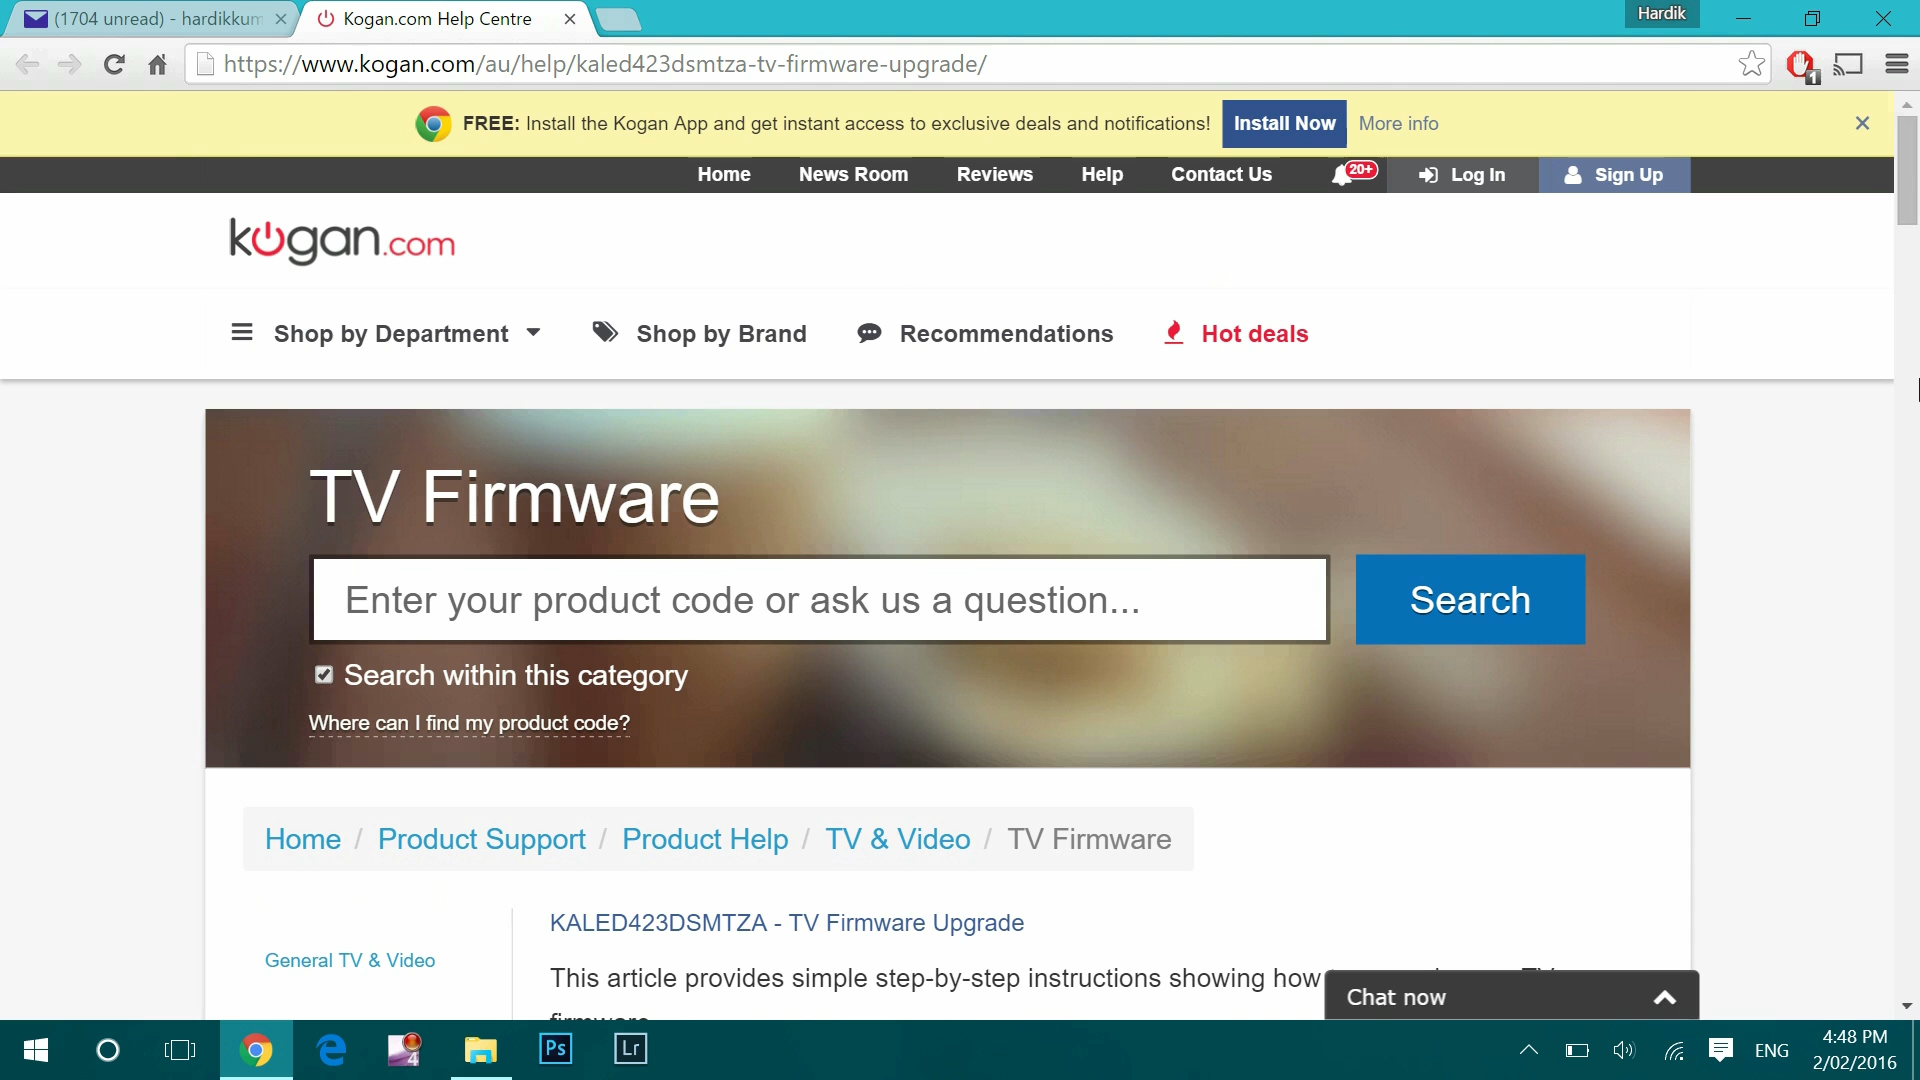 (1704 unread) - hardikkum
Kogan.com Help Centre
Hardik
https://www.kogan.com/au/help/kaled423dsmtza-tv-firmware-upgrade/
1
FREE: Install the Kogan App and get instant access to exclusive deals and notifications! Install Now More info
Home News Room Reviews Help Contact Us 20+ Log In Sign Up
kogan.com
Shop by Department Shop by Brand Recommendations Hot deals
TV Firmware
Enter your product code or ask us a question... Search
Search within this category
Where can I find my product code?
Home / Product Support / Product Help / TV & Video / TV Firmware
KALED423DSMTZA - TV Firmware Upgrade
General TV & Video
This article provides simple step-by-step instructions showing how
Chat now
firmware
4
Ps
Lr
ENG
4:48 PM
2/02/2016